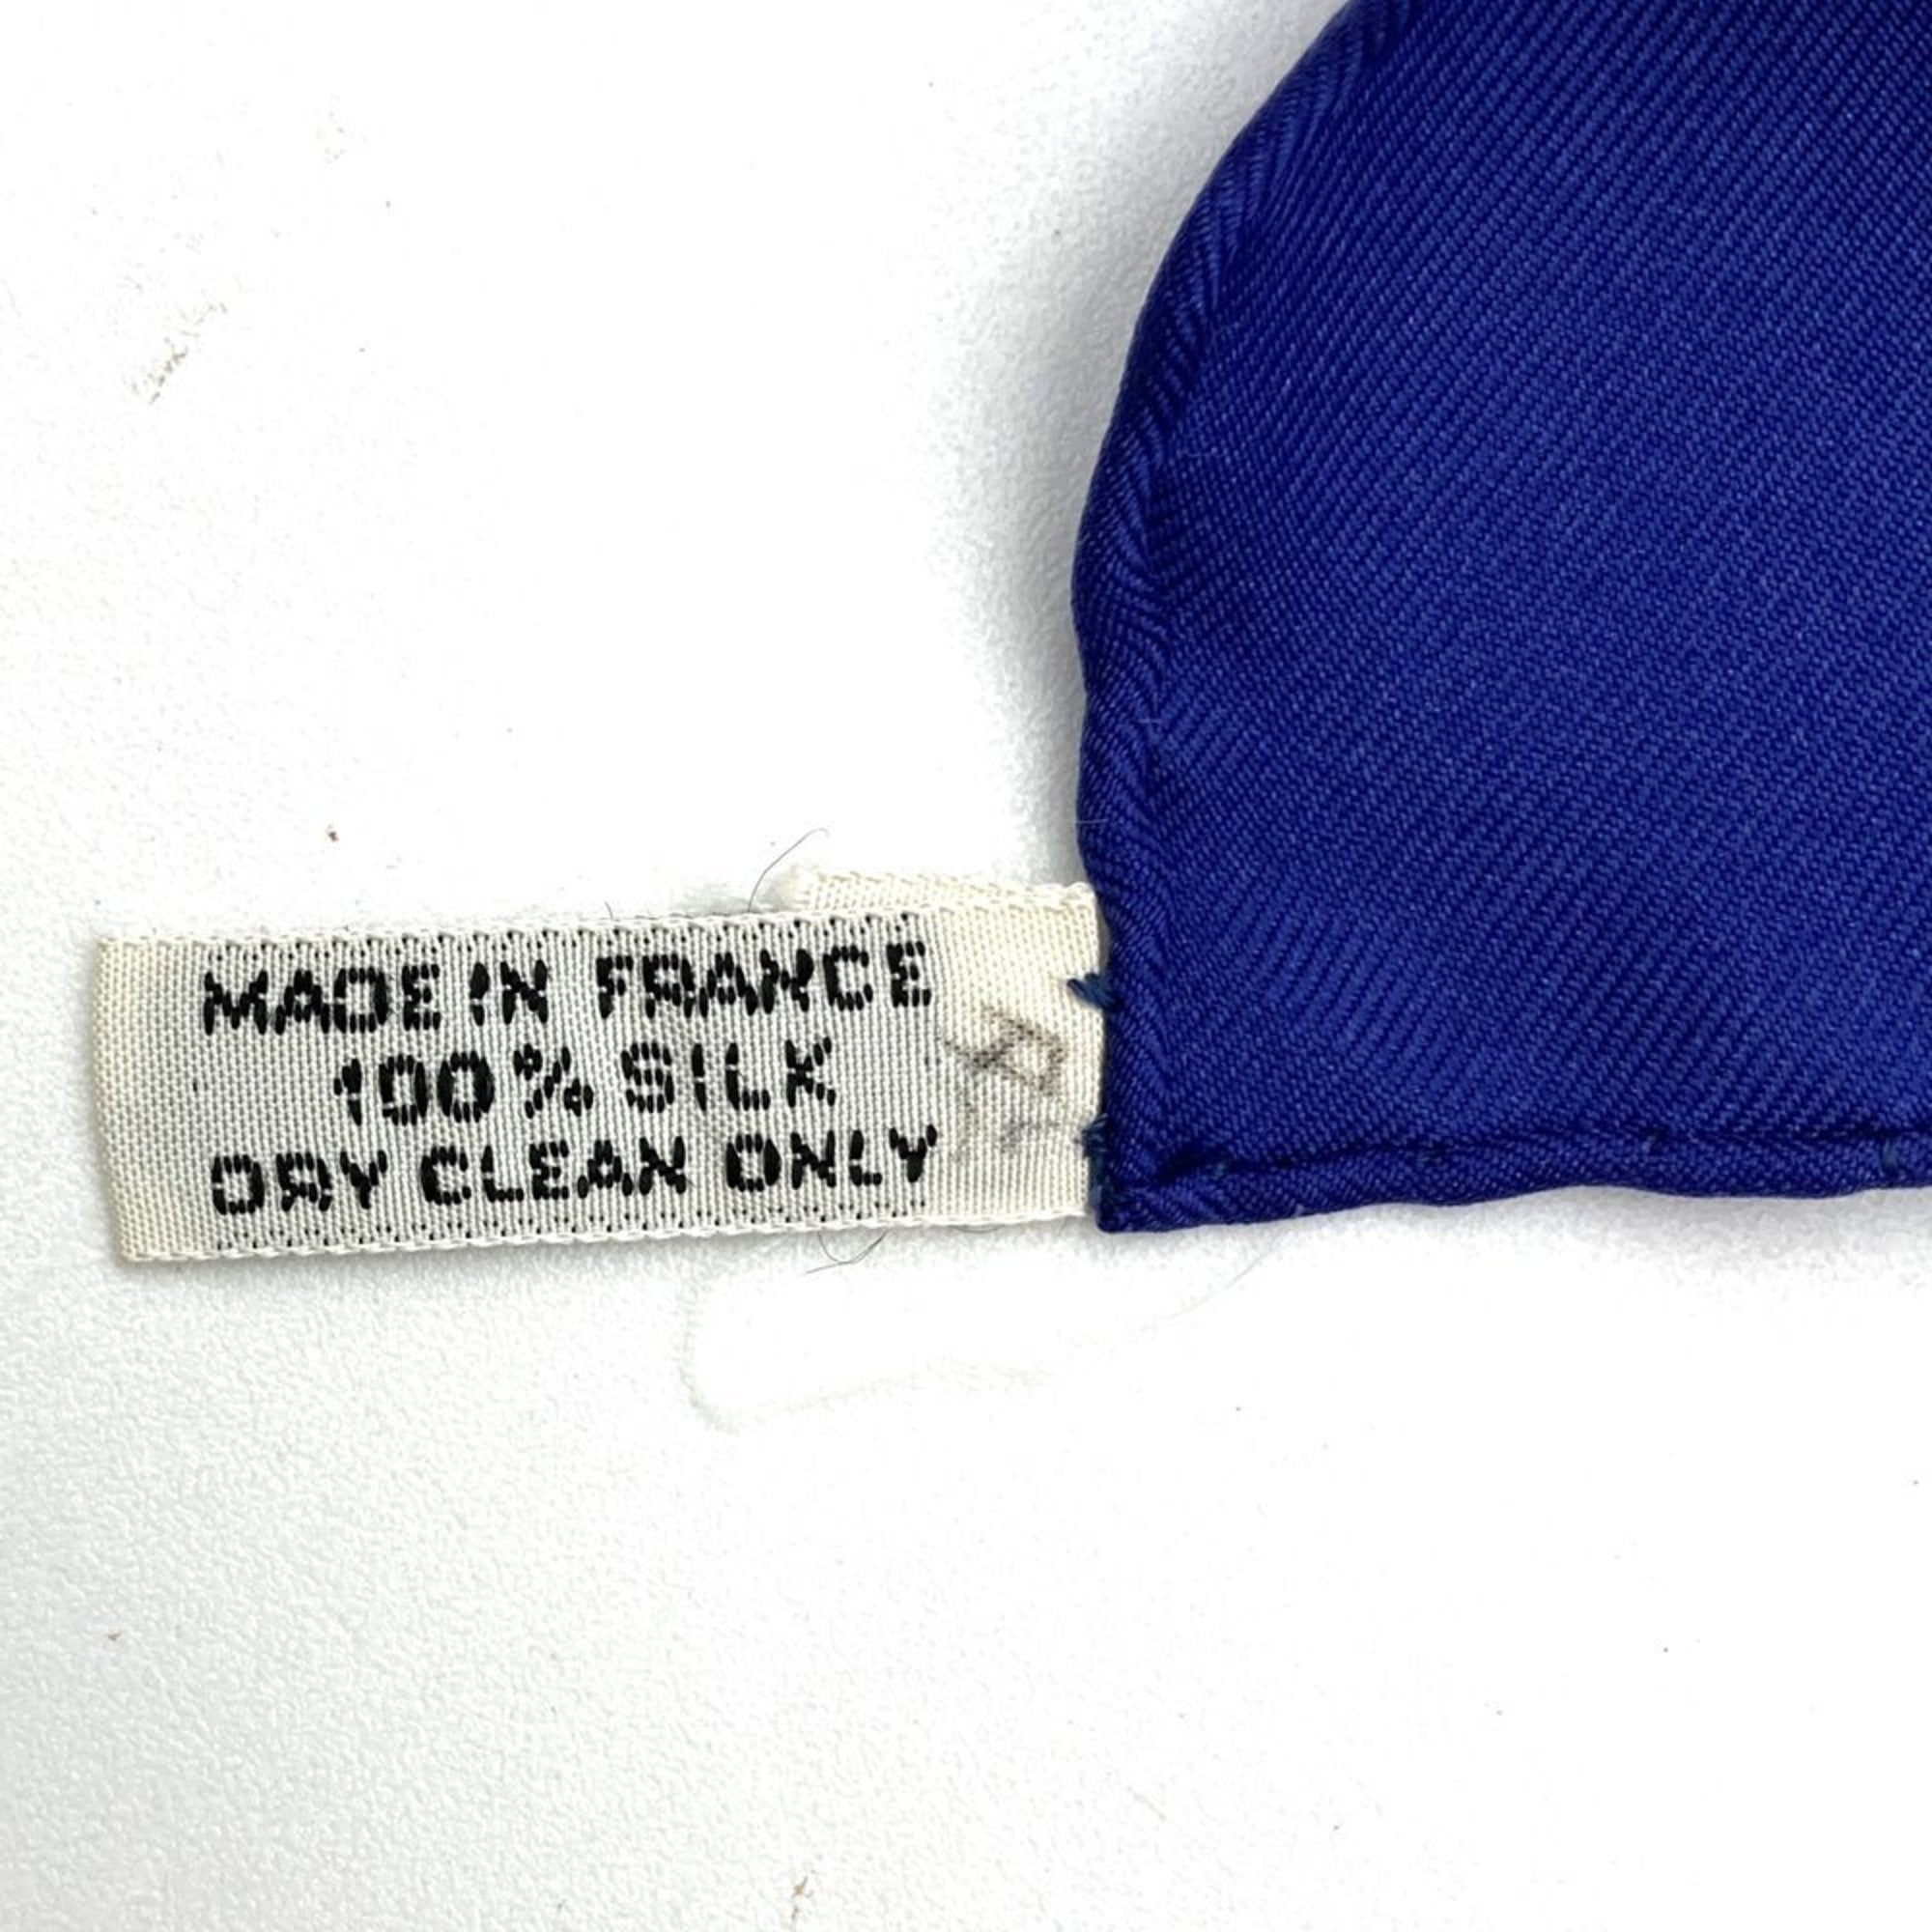 MADE IN FRANCE
100% SILK
DRY CLEAN ONLY